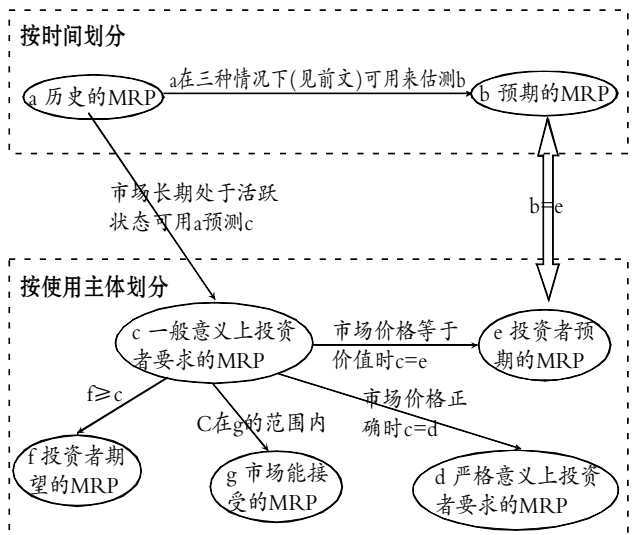 按时间划分
a 历史的MRP
a在三种情况下(见前文)可用来估测b
b 预期的MRP
市场长期处于活跃
状态可用a预测c
b=e
按使用主体划分
c 一般意义上投资
者要求的MRP
市场价格等于
价值时c=e
e 投资者预
期的MRP
f≥c
C在g的范围内
市场价格正
确时c=d
f 投资者期
望的MRP
g 市场能接
受的MRP
d 严格意义上投资
者要求的MRP